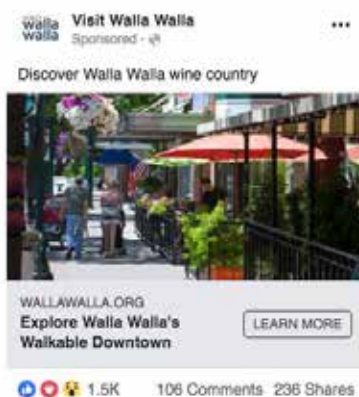 walla
walla
Visit Walla Walla
Sponsored
Discover Walla Walla wine country
WALLAWALLA.ORG
Explore Walla Walla's
Walkable Downtown
LEARN MORE
1.5K 106 Comments 236 Shares